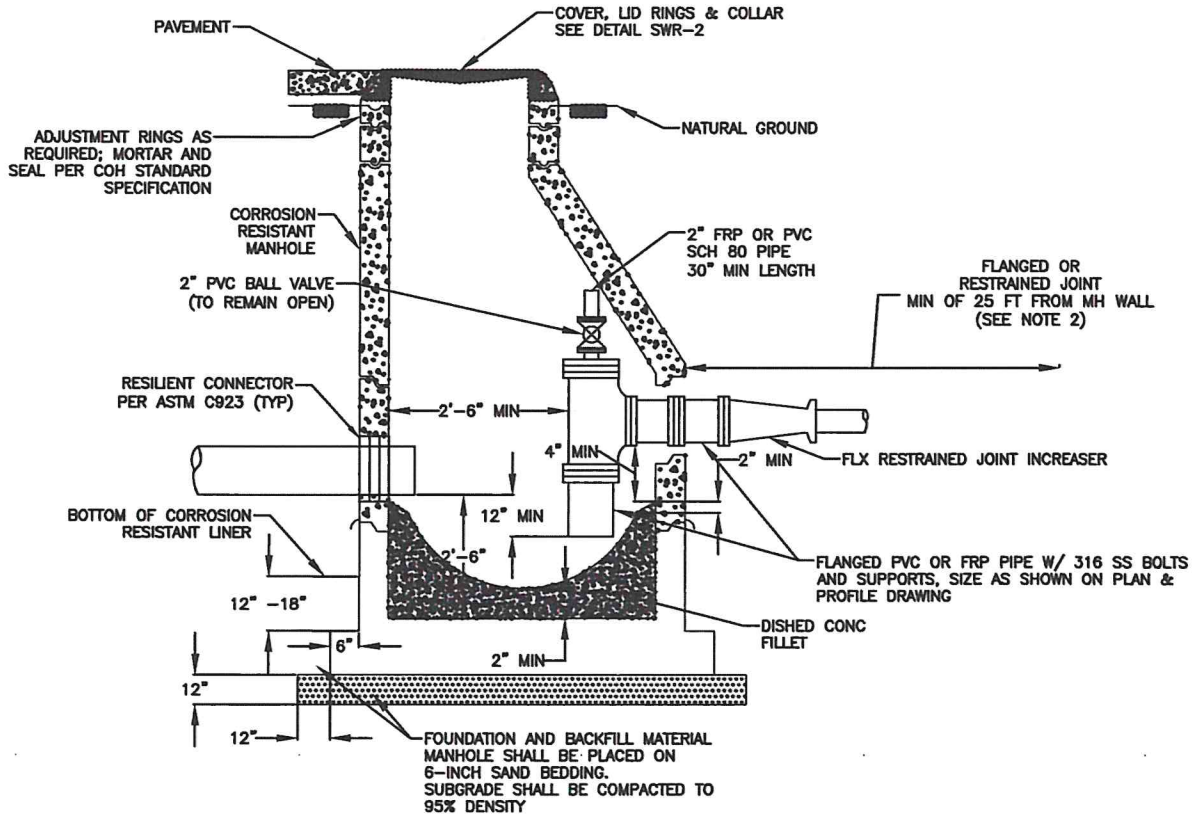 COVER, LID RINGS & COLLAR
SEE DETAIL SWR-2
PAVEMENT
ADJUSTMENT RINGS AS
REQUIRED; MORTAR AND
SEAL PER COH STANDARD
SPECIFICATION
NATURAL GROUND
CORROSION
RESISTANT
MANHOLE
2" FRP OR PVC
SCH 80 PIPE
30" MIN LENGTH
2" PVC BALL VALVE
(TO REMAIN OPEN)
FLANGED OR
RESTRAINED JOINT
MIN OF 25 FT FROM MH WALL
(SEE NOTE 2)
RESILIENT CONNECTOR
PER ASTM C923 (TYP)
2'-6" MIN
4" MIN
2" MIN
FLX RESTRAINED JOINT INCREASER
12" MIN
BOTTOM OF CORROSION
RESISTANT LINER
2'-6"
FLANGED PVC OR FRP PIPE W/ 316 SS BOLTS
AND SUPPORTS, SIZE AS SHOWN ON PLAN &
PROFILE DRAWING
12" -18"
DISHED CONC
FILLET
6"
2" MIN
12"
12"
FOUNDATION AND BACKFILL MATERIAL
MANHOLE SHALL BE PLACED ON
6-INCH SAND BEDDING.
SUBGRADE SHALL BE COMPACTED TO
95% DENSITY